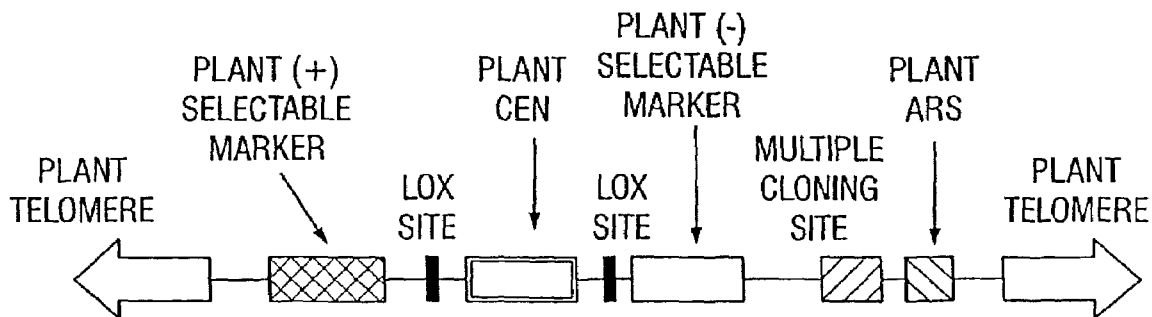 PLANT
TELOMERE
PLANT (+)
SELECTABLE
MARKER
LOX
SITE
PLANT
CEN
LOX
SITE
PLANT (-)
SELECTABLE
MARKER
MULTIPLE
CLONING
SITE
PLANT
ARS
PLANT
TELOMERE